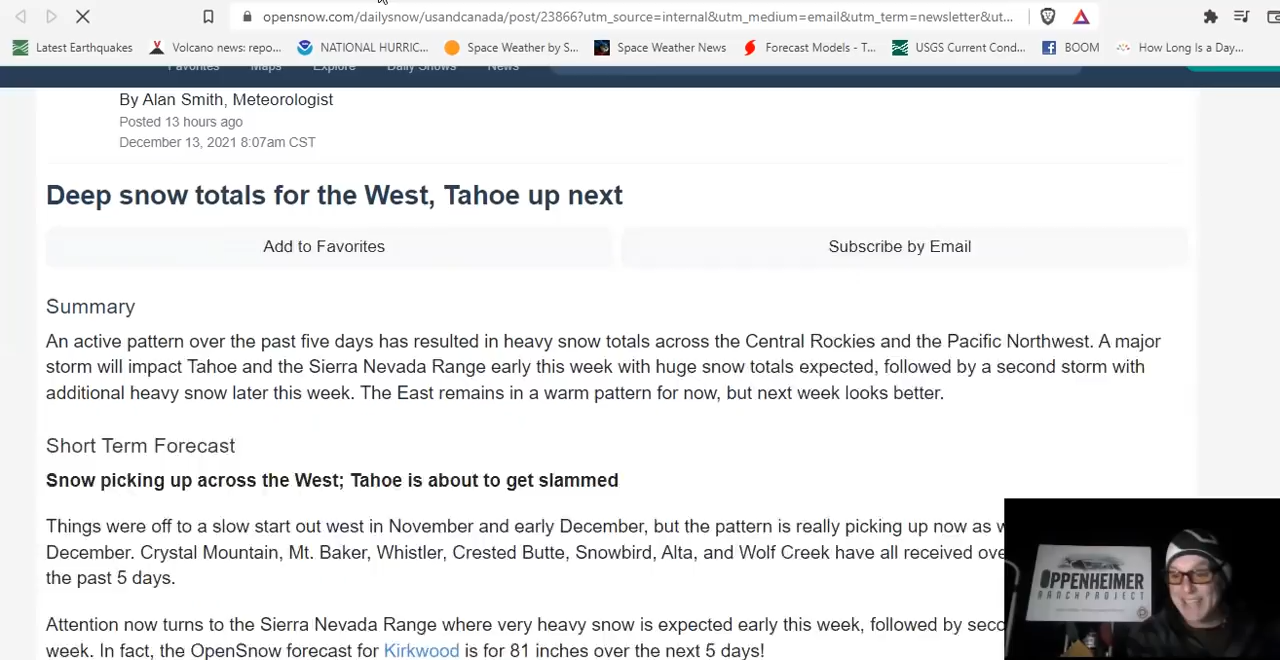 opensnow.com/dailysnow/usandcanada/post/23866?utm_source=internal&utm_medium=email&utm_term=newsletter&ut...
Latest Earthquakes Volcano news: repo... NATIONAL HURRIC... Space Weather by S... Space Weather News Forecast Models - T... USGS Current Cond... BOOM How Long Is a Day...
Favorites Maps Explore Daily Snows News
By Alan Smith, Meteorologist
Posted 13 hours ago
December 13, 2021 8:07am CST
Deep snow totals for the West, Tahoe up next
Add to Favorites Subscribe by Email
Summary
An active pattern over the past five days has resulted in heavy snow totals across the Central Rockies and the Pacific Northwest. A major
storm will impact Tahoe and the Sierra Nevada Range early this week with huge snow totals expected, followed by a second storm with
additional heavy snow later this week. The East remains in a warm pattern for now, but next week looks better.
Short Term Forecast
Snow picking up across the West; Tahoe is about to get slammed
Things were off to a slow start out west in November and early December, but the pattern is really picking up now as
December. Crystal Mountain, Mt. Baker, Whistler, Crested Butte, Snowbird, Alta, and Wolf Creek have all received
the past 5 days.
Attention now turns to the Sierra Nevada Range where very heavy snow is expected early this week, followed by
week. In fact, the OpenSnow forecast for Kirkwood is for 81 inches over the next 5 days!
OPPENHEIMER
RANCH PROJECT